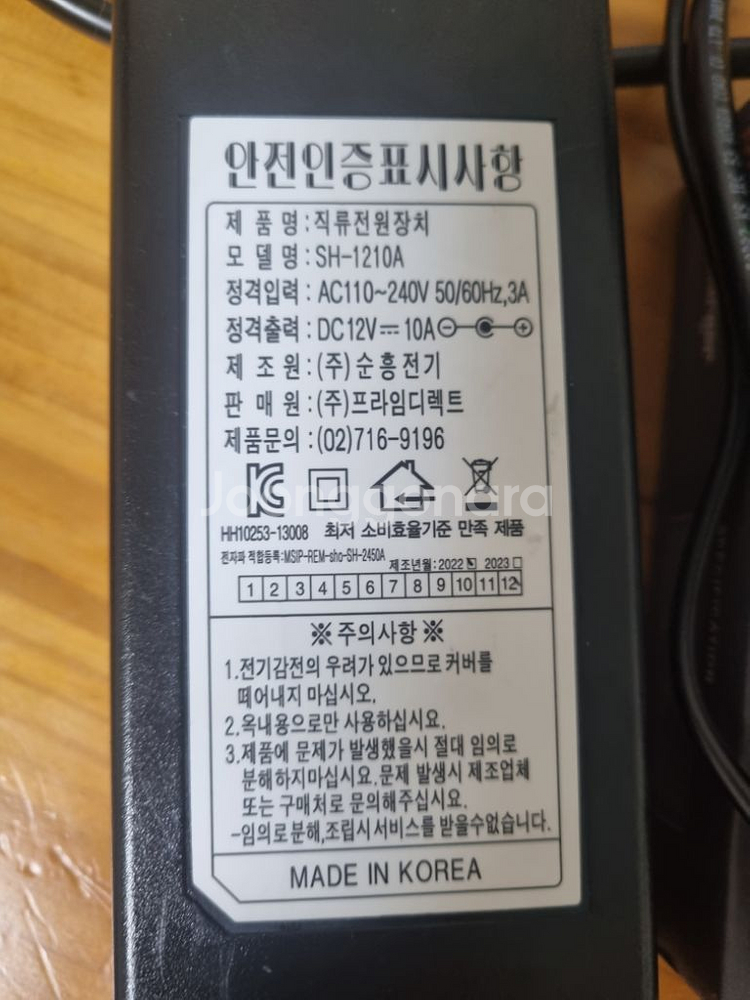 안전인증표시사항
제 품 명 : 직류전원장치
모 델 명 : SH-1210A
정격입력 : AC110~240V 50/60Hz,3A
정격출력 : DC12V⎓10A
제 조 원 : (주)순흥전기
판 매 원 : (주)프라임디렉트
제품문의 : (02)716-9196
Joonggonara
HH10253-13008 최저 소비효율기준 만족 제품
전자파 적합등록:MSIP-REM-sho-SH-2450A
제조년월:2022 2023
1 2 3 4 5 6 7 8 9 10 11 12
※ 주의사항 ※
1.전기감전의 우려가 있으므로 커버를
떼어내지 마십시오.
2.옥내용으로만 사용하십시요.
3.제품에 문제가 발생했을시 절대 임의로
분해하지마십시요.문제 발생시 제조업체
또는 구매처로 문의해주십시요.
-임의로분해,조립시서비스를 받을수없습니다.
MADE IN KOREA